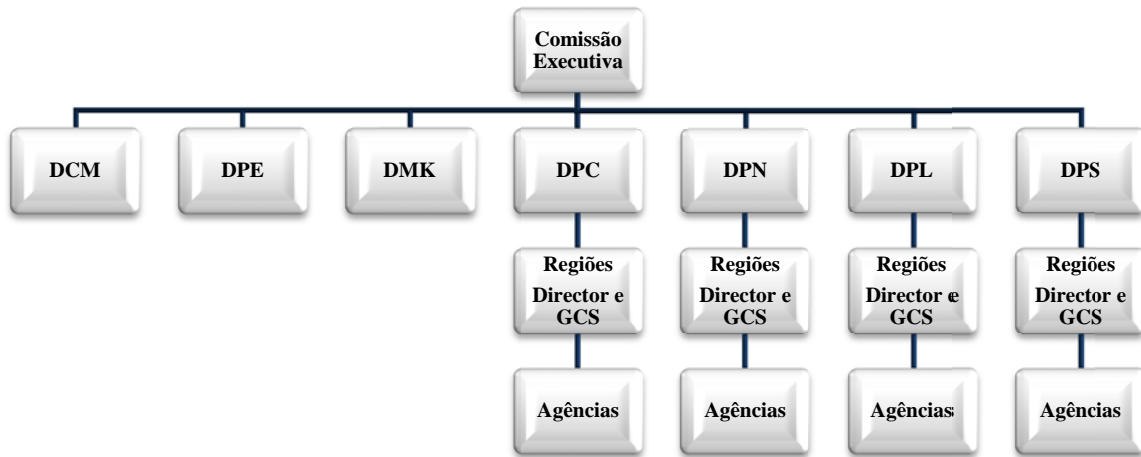 Comissão
Executiva
DCM
DPE
DMK
DPC
DPN
DPL
DPS
Regiões
Director e
GCS
Regiões
Director e
GCS
Regiões
Director e
GCS
Regiões
Director e
GCS
Agências
Agências
Agências
Agências